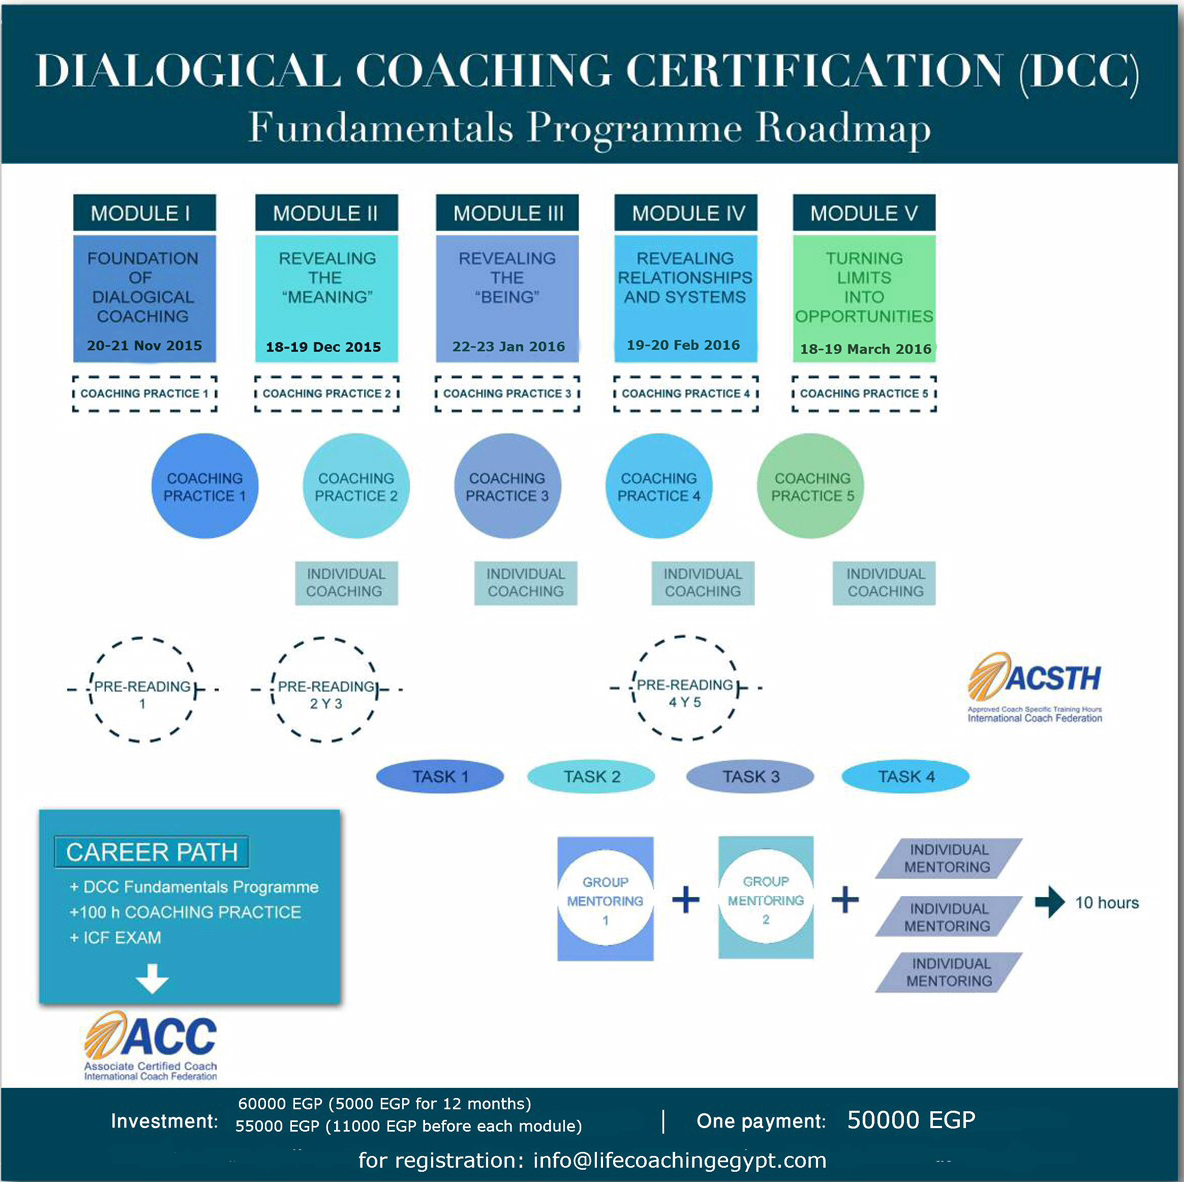 DIALOGICAL COACHING CERTIFICATION (DCC)
Fundamentals Programme Roadmap
MODULE I
MODULE II
MODULE III
MODULE IV
MODULE V
FOUNDATION
OF
DIALOGICAL
COACHING
20-21 Nov 2015
REVEALING
THE
“MEANING”
18-19 Dec 2015
REVEALING
THE
“BEING”
22-23 Jan 2016
REVEALING
RELATIONSHIPS
AND SYSTEMS
19-20 Feb 2016
TURNING
LIMITS
INTO
OPPORTUNITIES
18-19 March 2016
COACHING PRACTICE 1
COACHING PRACTICE 2
COACHING PRACTICE 3
COACHING PRACTICE 4
COACHING PRACTICE 5
COACHING
PRACTICE 1
COACHING
PRACTICE 2
COACHING
PRACTICE 3
COACHING
PRACTICE 4
COACHING
PRACTICE 5
INDIVIDUAL
COACHING
INDIVIDUAL
COACHING
INDIVIDUAL
COACHING
INDIVIDUAL
COACHING
PRE-READING
1
PRE-READING
2 Y 3
PRE-READING
4 Y 5
ACSTH
Approved Coach Specific Training Hours
International Coach Federation
TASK 1
TASK 2
TASK 3
TASK 4
CAREER PATH
+ DCC Fundamentals Programme
+100 h COACHING PRACTICE
+ ICF EXAM
GROUP
MENTORING
1
+
GROUP
MENTORING
2
+
INDIVIDUAL
MENTORING
INDIVIDUAL
MENTORING
INDIVIDUAL
MENTORING
10 hours
ACC
Associate Certified Coach
International Coach Federation
Investment:
60000 EGP (5000 EGP for 12 months)
55000 EGP (11000 EGP before each module)
| One payment: 50000 EGP
for registration: info@lifecoachingegypt.com